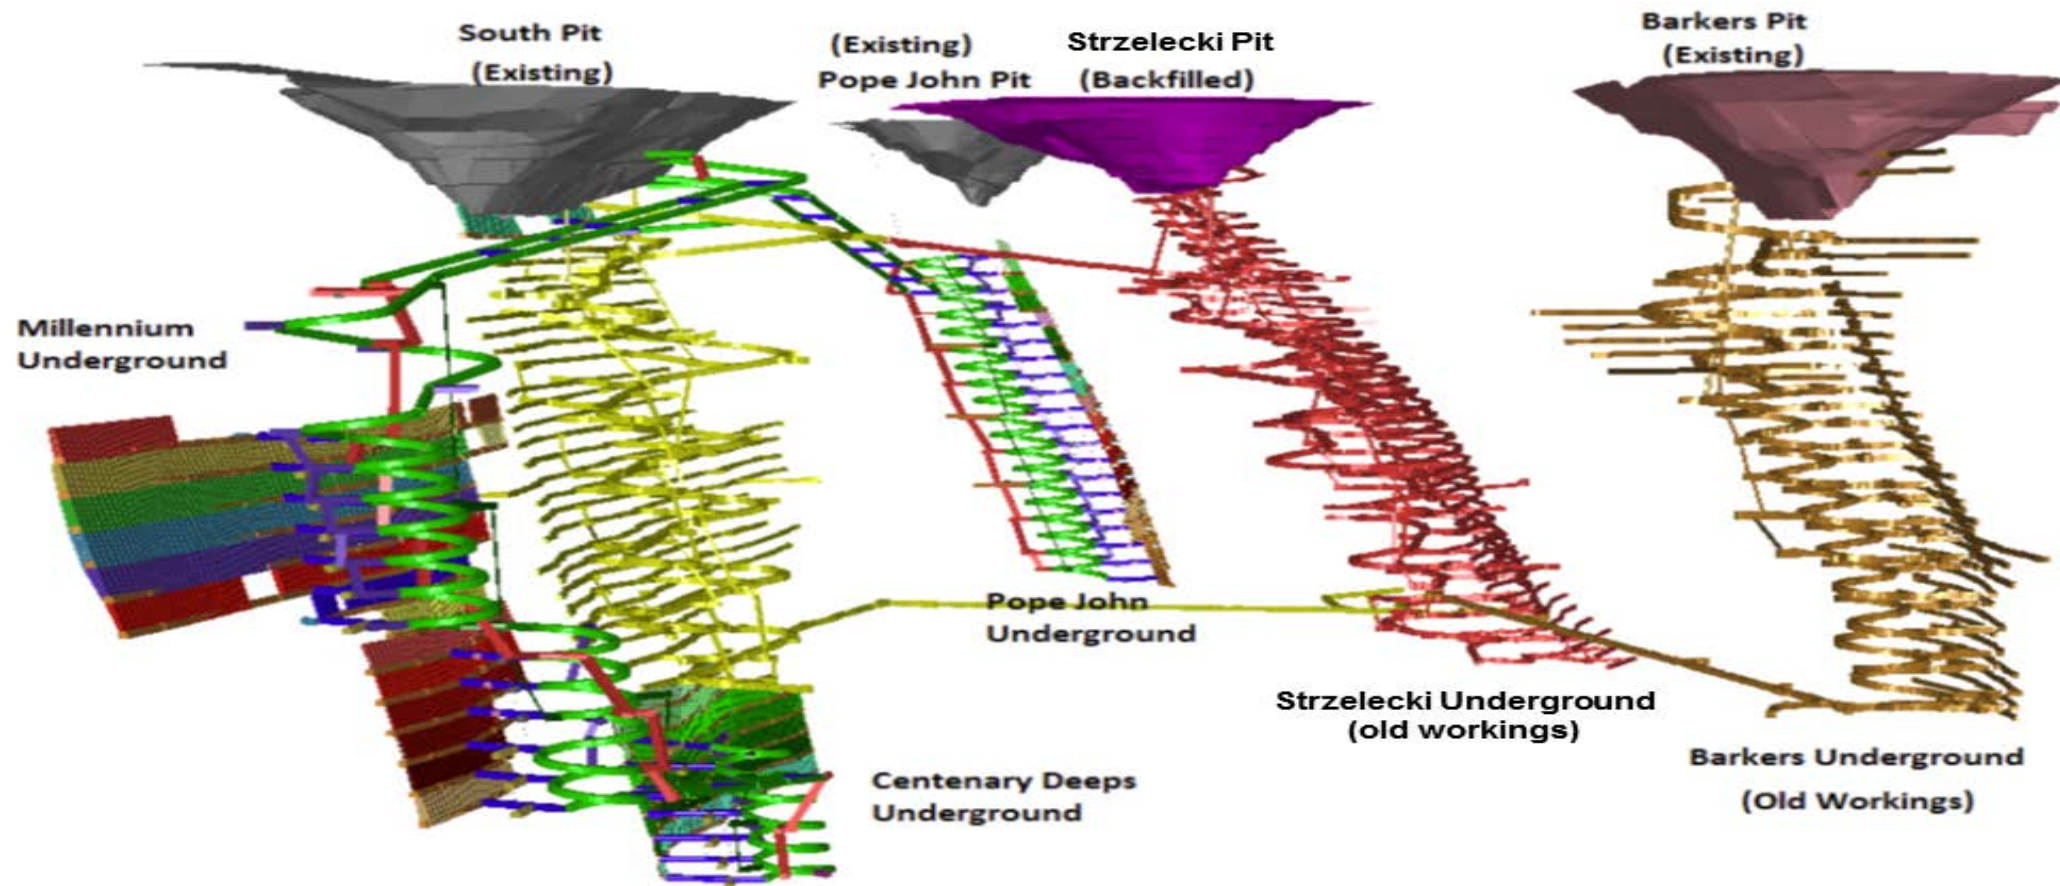 South Pit
(Existing)
(Existing)
Pope John Pit
Strzelecki Pit
(Backfilled)
Barkers Pit
(Existing)
Millennium
Underground
Pope John
Underground
Strzelecki Underground
(old workings)
Centenary Deeps
Underground
Barkers Underground
(Old Workings)